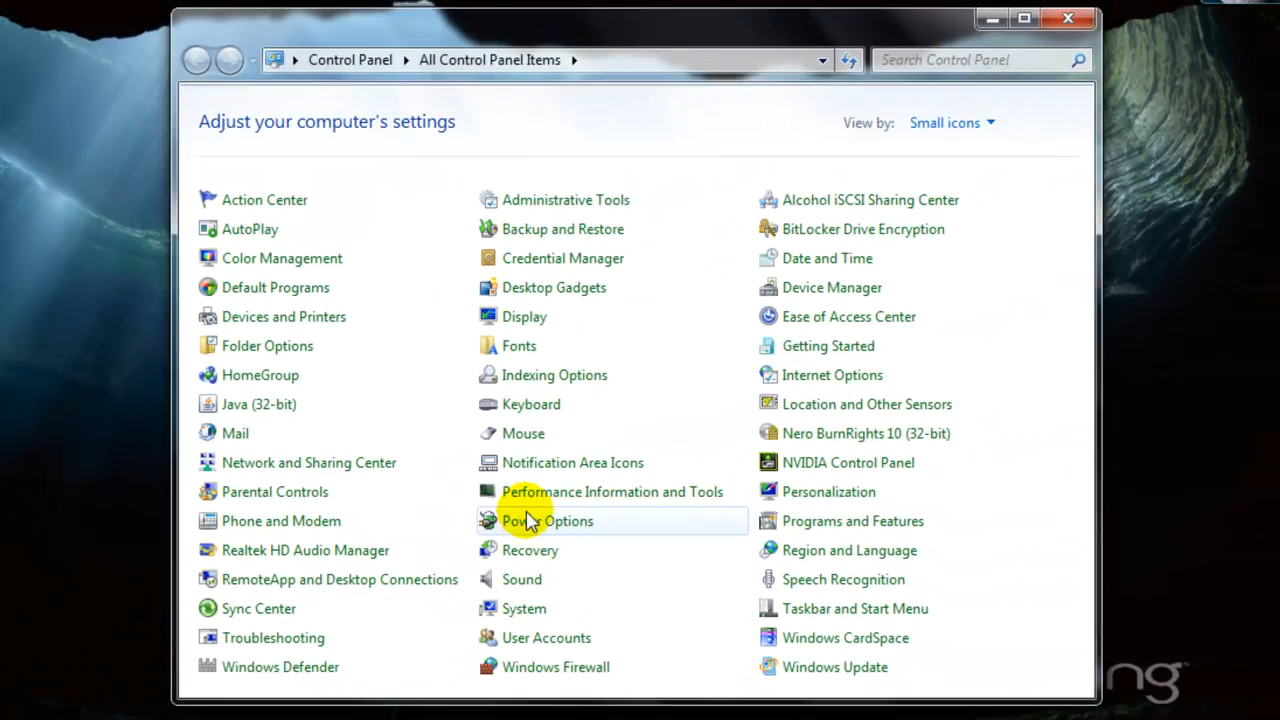 Control Panel All Control Panel Items Search Control Panel
Adjust your computer's settings
View by: Small icons
Action Center Administrative Tools Alcohol iSCSI Sharing Center
AutoPlay Backup and Restore BitLocker Drive Encryption
Color Management Credential Manager Date and Time
Default Programs Desktop Gadgets Device Manager
Devices and Printers Display Ease of Access Center
Folder Options Fonts Getting Started
HomeGroup Indexing Options Internet Options
Java (32-bit) Keyboard Location and Other Sensors
Mail Mouse Nero BurnRights 10 (32-bit)
Network and Sharing Center Notification Area Icons NVIDIA Control Panel
Parental Controls Performance Information and Tools Personalization
Phone and Modem Power Options Programs and Features
Realtek HD Audio Manager Recovery Region and Language
RemoteApp and Desktop Connections Sound Speech Recognition
Sync Center System Taskbar and Start Menu
Troubleshooting User Accounts Windows CardSpace
Windows Defender Windows Firewall Windows Update
ng™